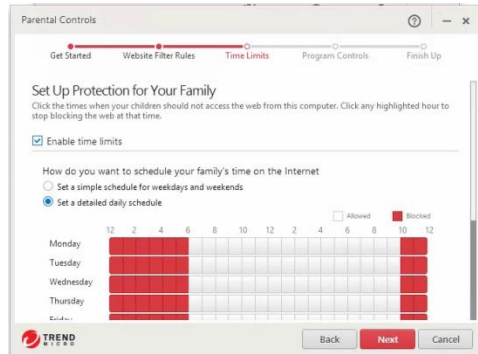 Parental Controls
Get Started Website Filter Rules Time Limits Program Controls Finish Up
Set Up Protection for Your Family
Click the times when your children should not access the web from this computer. Click any highlighted hour to
stop blocking the web at that time.
Enable time limits
How do you want to schedule your family's time on the Internet
Set a simple schedule for weekdays and weekends
Set a detailed daily schedule
Allowed Blocked
12 2 4 6 8 10 12 2 4 6 8 10 12
Monday
Tuesday
Wednesday
Thursday
Friday
TREND MICRO Back Next Cancel